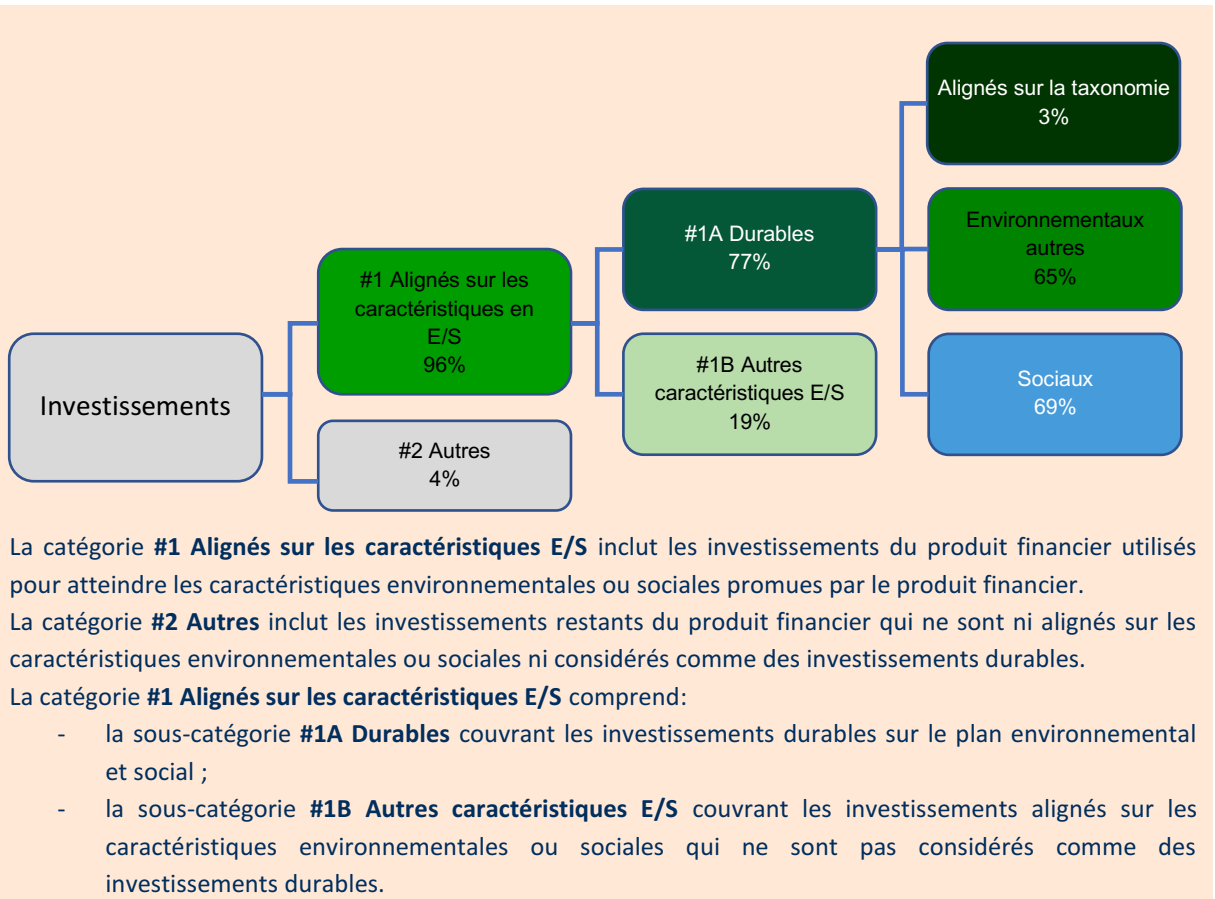 Investissements
#1 Alignés sur les
caractéristiques en
E/S
96%
#2 Autres
4%
#1A Durables
77%
#1B Autres
caractéristiques E/S
19%
Alignés sur la taxonomie
3%
Environnementaux
autres
65%
Sociaux
69%
La catégorie #1 Alignés sur les caractéristiques E/S inclut les investissements du produit financier utilisés
pour atteindre les caractéristiques environnementales ou sociales promues par le produit financier.
La catégorie #2 Autres inclut les investissements restants du produit financier qui ne sont ni alignés sur les
caractéristiques environnementales ou sociales ni considérés comme des investissements durables.
La catégorie #1 Alignés sur les caractéristiques E/S comprend:
- la sous-catégorie #1A Durables couvrant les investissements durables sur le plan environnemental
et social ;
- la sous-catégorie #1B Autres caractéristiques E/S couvrant les investissements alignés sur les
caractéristiques environnementales ou sociales qui ne sont pas considérés comme des
investissements durables.